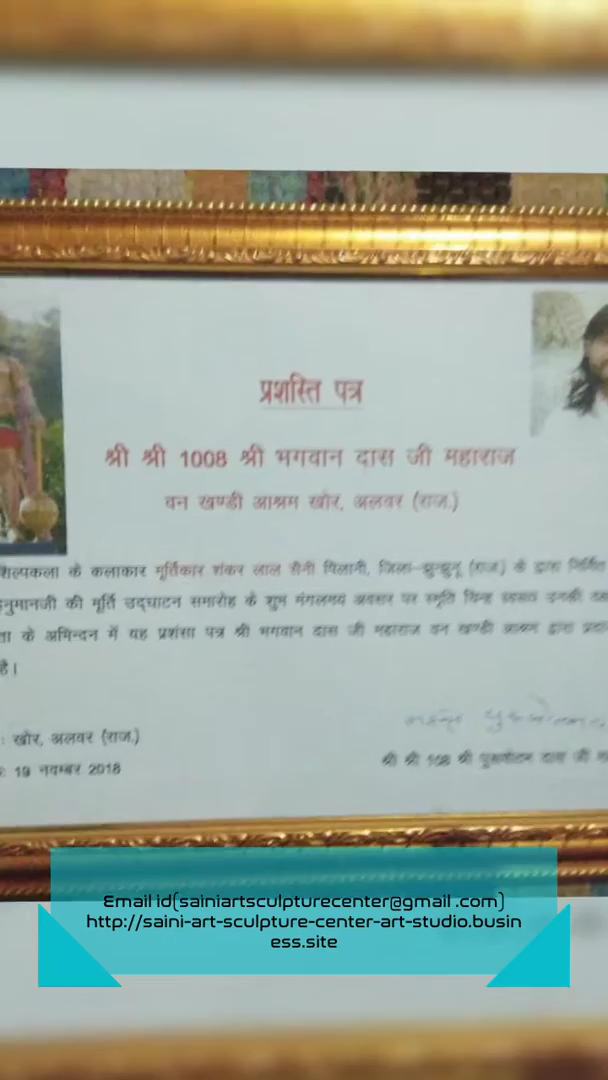 प्रशस्ति पत्र
श्री श्री 1008 श्री भगवान दास जी महाराज
वन खण्डी आश्रम खोर, अलवर (राज.)
शिल्पकला के कलाकार मूर्तिकार शंकर लाल सैनी पिलानी, जिला-झुन्झुनू (राज) के द्वारा निर्मित
हनुमानजी की मूर्ति उद्घाटन समारोह के शुभ मंगलमय अवसर पर स्मृति चिन्ह स्वरूप उनकी
के अभिन्दन में यह प्रशंसा पत्र श्री भगवान दास जी महाराज वन खण्डी आश्रम द्वारा
है।
: खोर, अलवर (राज.)
: 19 नवम्बर 2018
श्री श्री 108 श्री पुरूषोत्तम दास जी
Email id(sainiartsculpturecenter@gmail .com)
http://saini-art-sculpture-center-art-studio.busin
ess.site